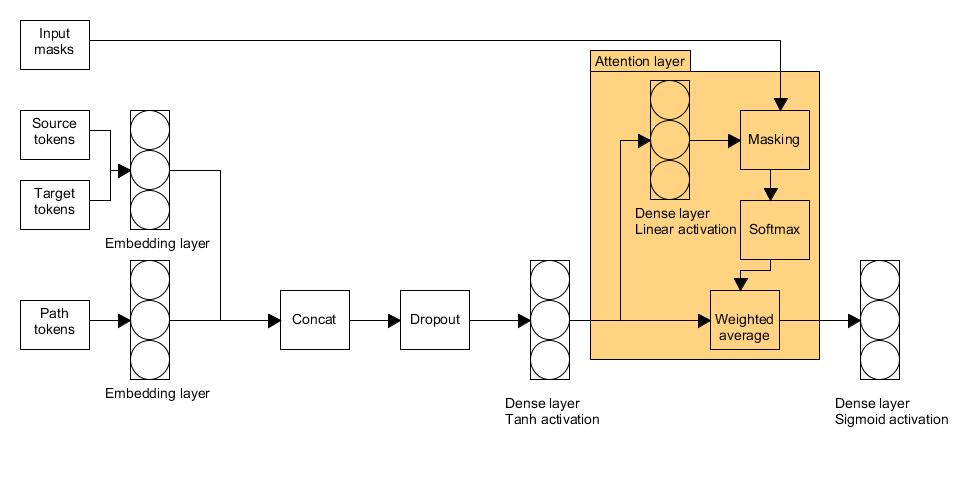 Input
masks
Attention layer
Source
tokens
Masking
Target
tokens
Dense layer
Linear activation
Softmax
Embedding layer
Path
tokens
Concat
Dropout
Weighted
average
Embedding layer
Dense layer
Tanh activation
Dense layer
Sigmoid activation